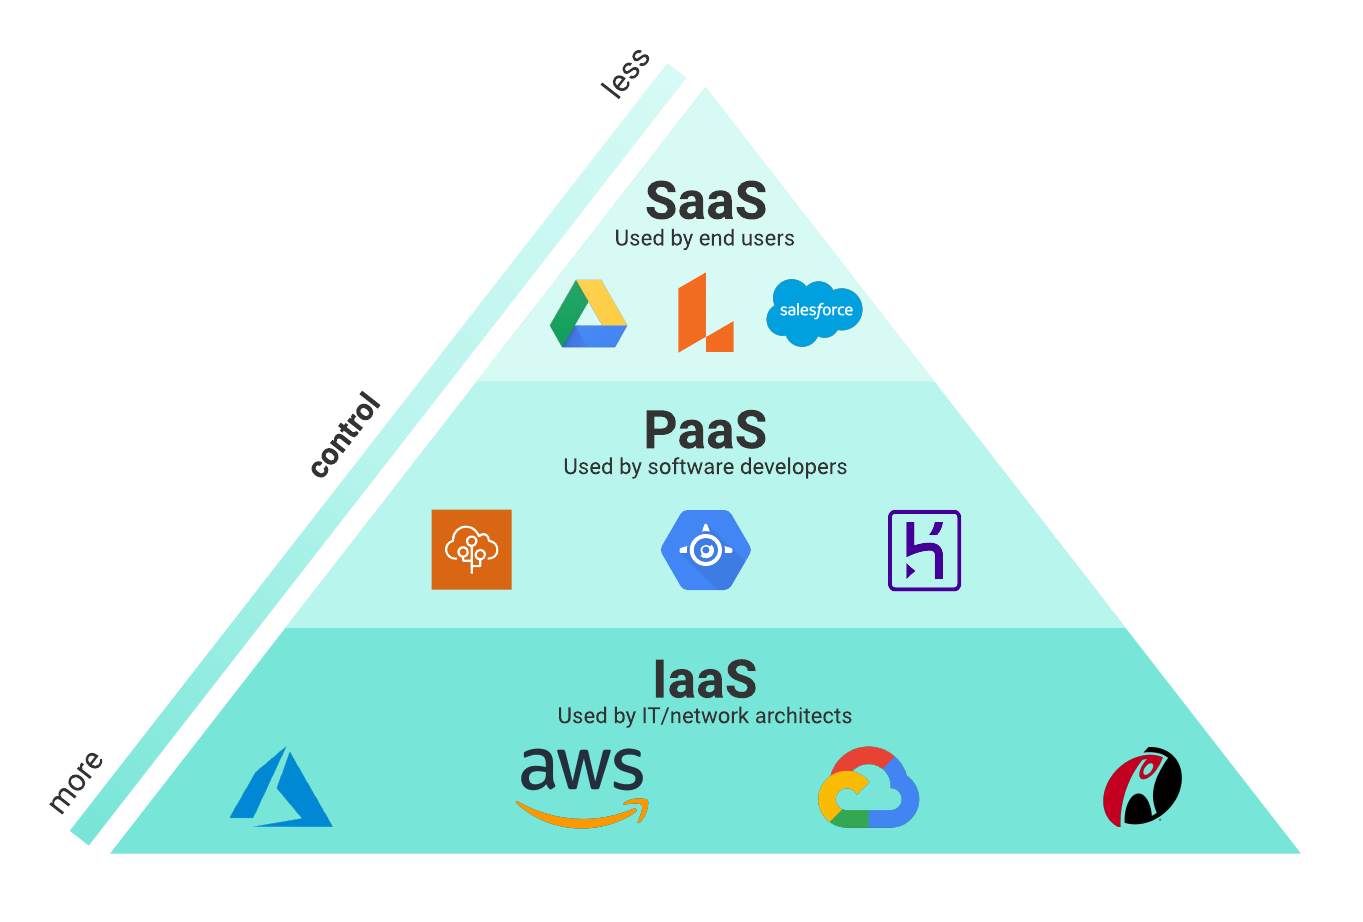 less
SaaS
Used by end users
salesforce
control
PaaS
Used by software developers
IaaS
Used by IT/network architects
more
aws